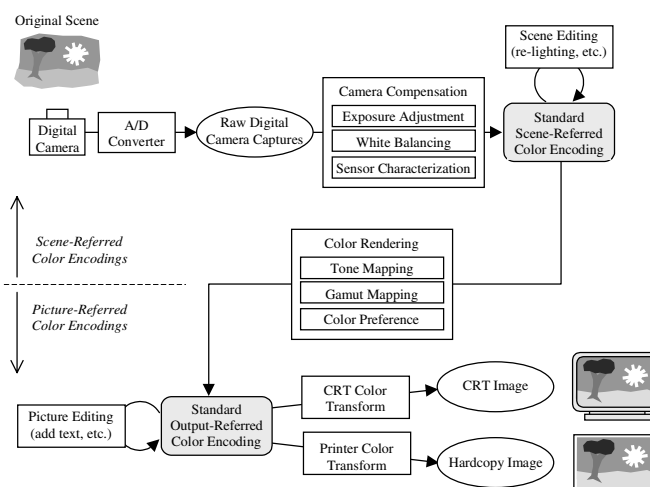 Original Scene
Scene Editing
(re-lighting, etc.)
Digital
Camera
A/D
Converter
Raw Digital
Camera Captures
Camera Compensation
Exposure Adjustment
White Balancing
Sensor Characterization
Standard
Scene-Referred
Color Encoding
Scene-Referred
Color Encodings
Picture-Referred
Color Encodings
Color Rendering
Tone Mapping
Gamut Mapping
Color Preference
Picture Editing
(add text, etc.)
Standard
Output-Referred
Color Encoding
CRT Color
Transform
CRT Image
Printer Color
Transform
Hardcopy Image